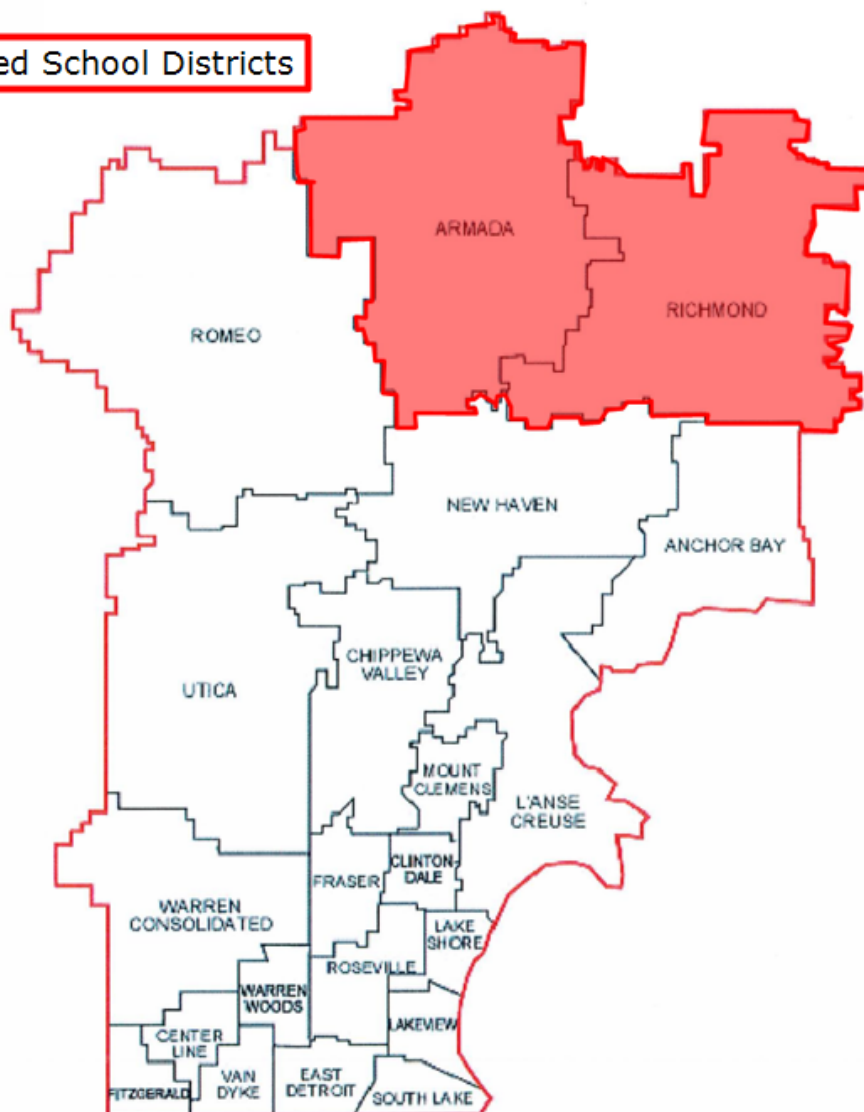 ed School Districts
ARMADA
RICHMOND
ROMEO
NEW HAVEN
ANCHOR BAY
CHIPPEWA
VALLEY
UTICA
MOUNT
CLEMENS
L'ANSE
CREUSE
CLINTON-
DALE
FRASER
WARREN
CONSOLIDATED
LAKE
SHORE
ROSEVILLE
WARREN
WOODS
LAKEVIEW
CENTER
LINE
VAN
DYKE
EAST
DETROIT
FITZGERALD
SOUTH LAKE